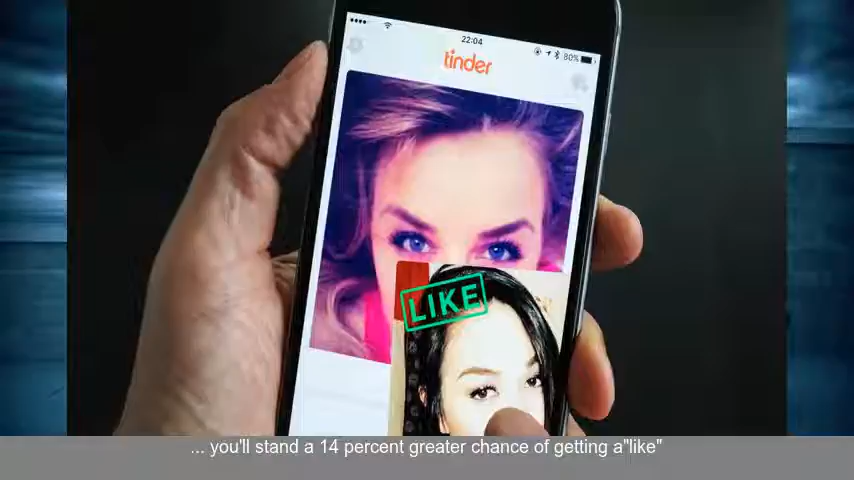 22:04
80%
tinder
LIKE
... you'll stand a 14 percent greater chance of getting a"like"